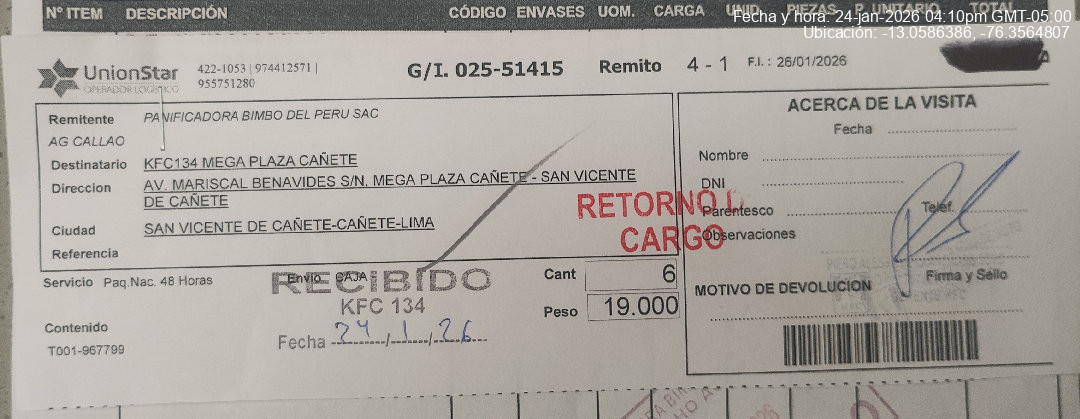 Nº ITEM DESCRIPCIÓN CÓDIGO ENVASES UOM. CARGA UNID. PIEZAS P. UNITARIO TOTAL
Fecha y hora: 24-jan-2026 04:10pm GMT-05:00
Ubicación: -13.0586386, -76.3564807
UnionStar
OPERADOR LOGÍSTICO
422-1053 | 974412571 |
955751280
G/I. 025-51415 Remito 4 - 1 F.I. : 26/01/2026
Remitente PANIFICADORA BIMBO DEL PERU SAC
AG CALLAO
Destinatario KFC134 MEGA PLAZA CAÑETE
Direccion AV. MARISCAL BENAVIDES S/N. MEGA PLAZA CAÑETE - SAN VICENTE
DE CAÑETE
Ciudad SAN VICENTE DE CAÑETE-CAÑETE-LIMA
Referencia
RETORNO
CARGO
Servicio Paq.Nac. 48 Horas Envio CAJA
Cant 6
Peso 19.000
RECIBIDO
KFC 134
Fecha 24/1/26
Contenido
T001-967799
ACERCA DE LA VISITA
Fecha
Nombre
DNI
Parentesco Telef.
Observaciones
Firma y Sello
MOTIVO DE DEVOLUCION